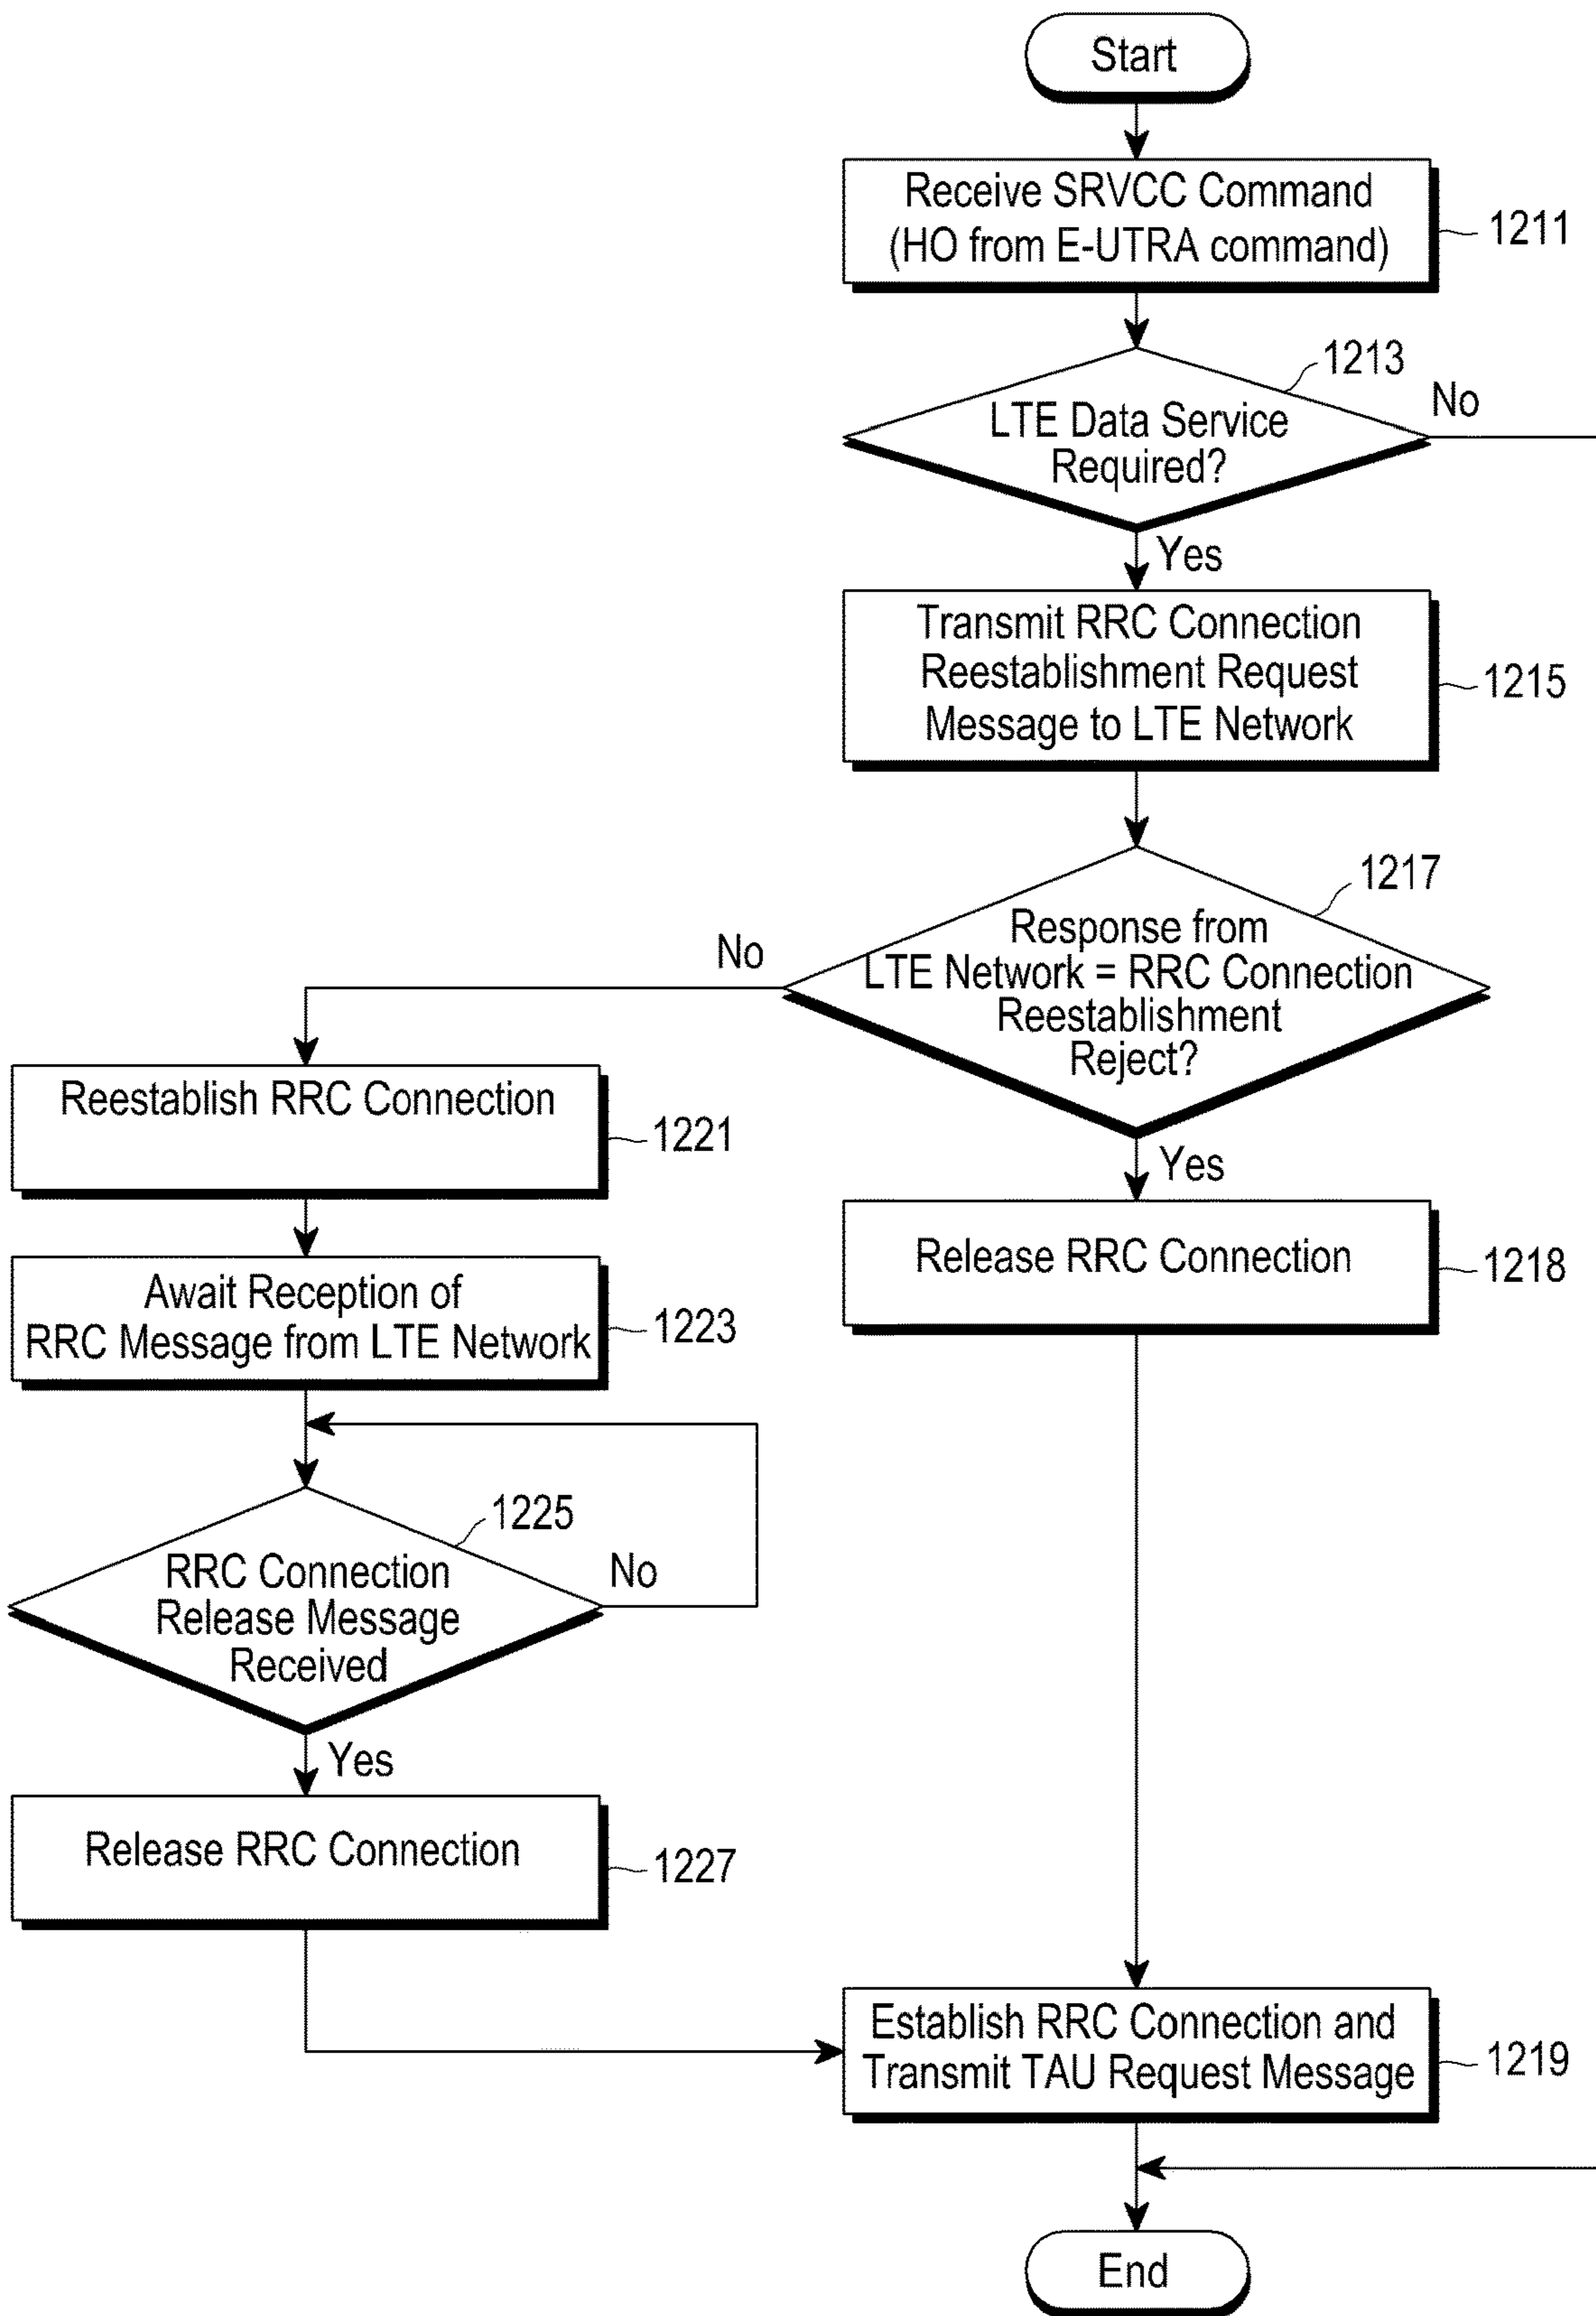 Start
Receive SRVCC Command
(HO from E-UTRA command)
1211
1213
LTE Data Service
Required?
No
Yes
Transmit RRC Connection
Reestablishment Request
Message to LTE Network
1215
1217
Response from
LTE Network = RRC Connection
Reestablishment
Reject?
No
Yes
Reestablish RRC Connection
1221
Release RRC Connection
1218
Await Reception of
RRC Message from LTE Network
1223
1225
RRC Connection
Release Message
Received
No
Yes
Release RRC Connection
1227
Establish RRC Connection and
Transmit TAU Request Message
1219
End